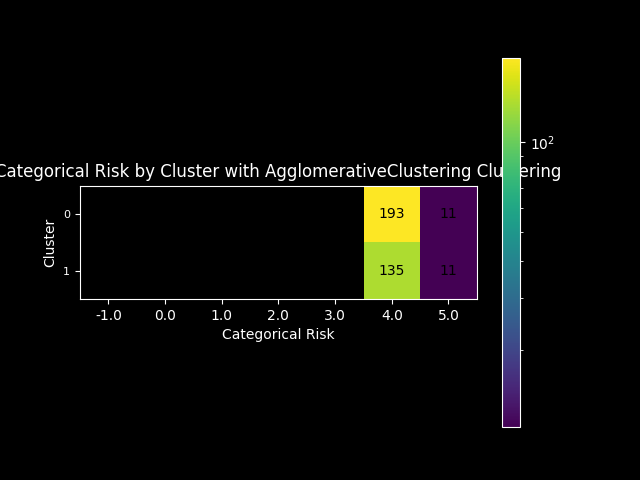 Categorical Risk by Cluster with AgglomerativeClustering Clustering
10²
0 193 11
Cluster
1 135 11
-1.0 0.0 1.0 2.0 3.0 4.0 5.0
Categorical Risk